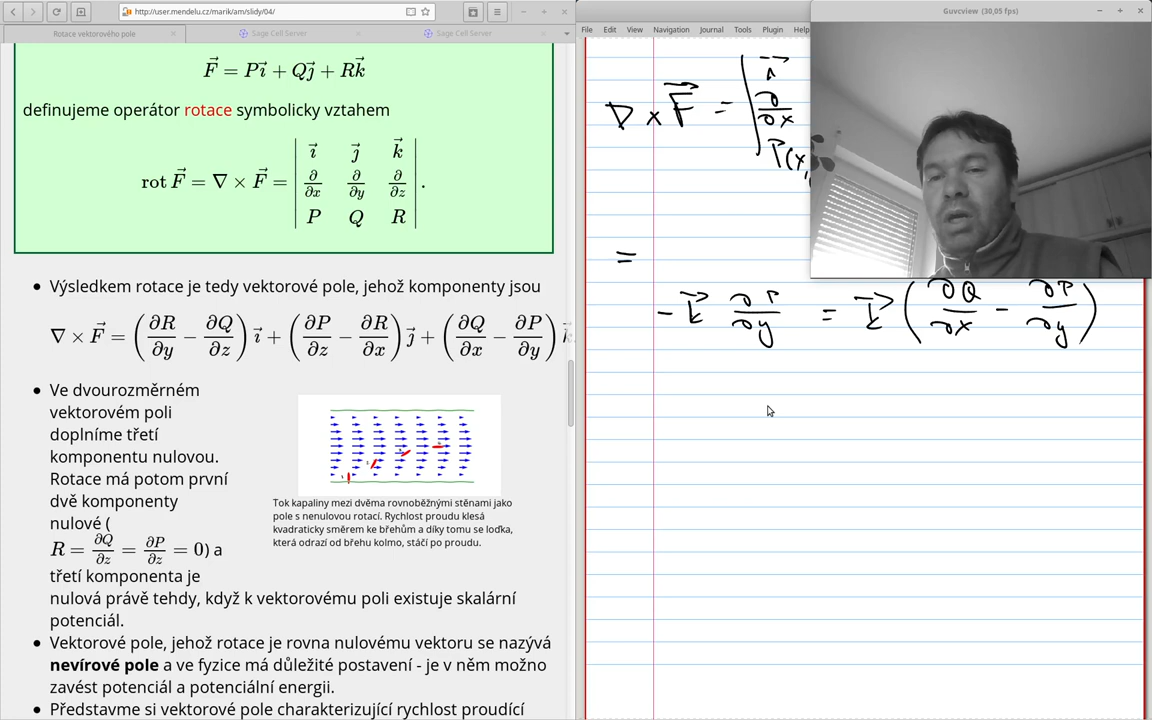 http://user.mendelu.cz/marik/am/slidy/04/
Rotace vektorového pole
Sage Cell Server
Sage Cell Server
F⃗ = Pi⃗ + Qj⃗ + Rk⃗
definujeme operátor rotace symbolicky vztahem
rot F⃗ = ∇ × F⃗ = | i⃗ j⃗ k⃗ |
| ∂/∂x ∂/∂y ∂/∂z |
| P Q R | .
• Výsledkem rotace je tedy vektorové pole, jehož komponenty jsou
∇ × F⃗ = (∂R/∂y − ∂Q/∂z) i⃗ + (∂P/∂z − ∂R/∂x) j⃗ + (∂Q/∂x − ∂P/∂y) k⃗
• Ve dvourozměrném
vektorovém poli
doplníme třetí
komponentu nulovou.
Rotace má potom první
dvě komponenty
nulové (
R = ∂Q/∂z = ∂P/∂z = 0) a
třetí komponenta je
nulová právě tehdy, když k vektorovému poli existuje skalární
potenciál.
Tok kapaliny mezi dvěma rovnoběžnými stěnami jako
pole s nenulovou rotací. Rychlost proudu klesá
kvadraticky směrem ke břehům a díky tomu se loďka,
která odrazí od břehu kolmo, stáčí po proudu.
• Vektorové pole, jehož rotace je rovna nulovému vektoru se nazývá
nevírové pole a ve fyzice má důležité postavení - je v něm možno
zavést potenciál a potenciální energii.
• Představme si vektorové pole charakterizující rychlost proudící
File Edit View Navigation Journal Tools Plugin Help
Guvcview (30,05 fps)
∇ × F⃗ = | i⃗
∂/∂x
P(x,
=
− k⃗ ∂P/∂y = k⃗ (∂Q/∂x − ∂P/∂y)